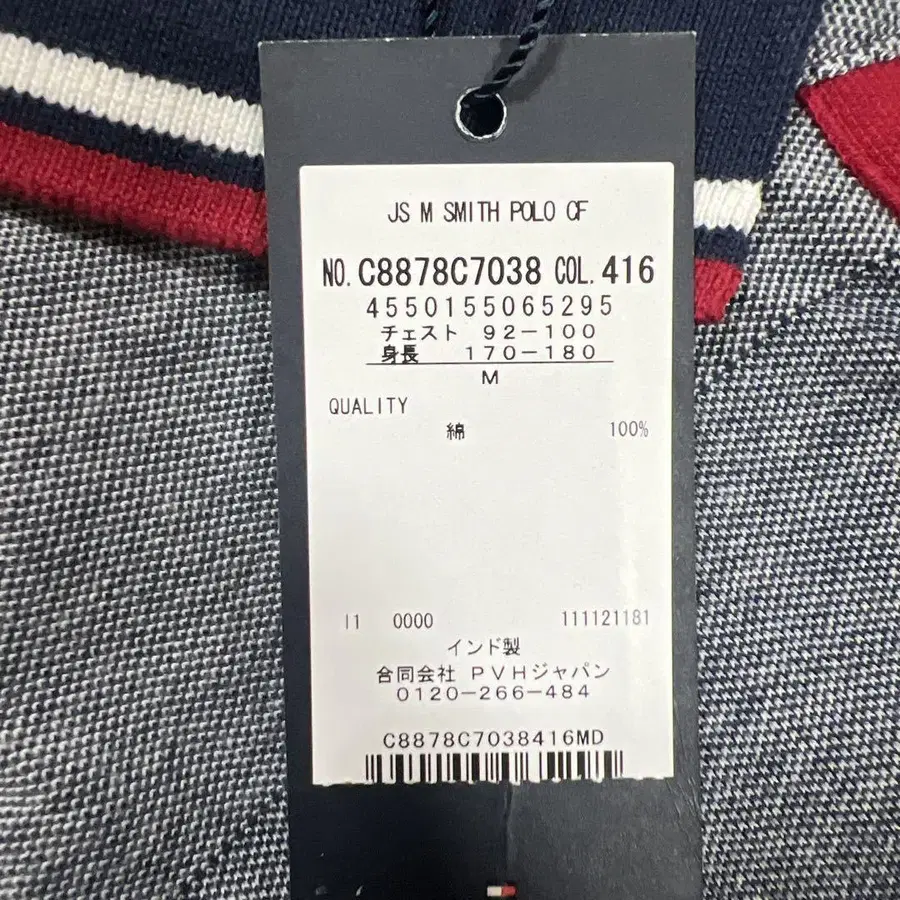 JS M SMITH POLO CF
NO. C8878C7038 COL. 416
4550155065295
チェスト 92-100
身長 170-180
M
QUALITY
綿 100%
I1 0000 111121181
インド製
合同会社 PVHジャパン
0120-266-484
C8878C7038416MD